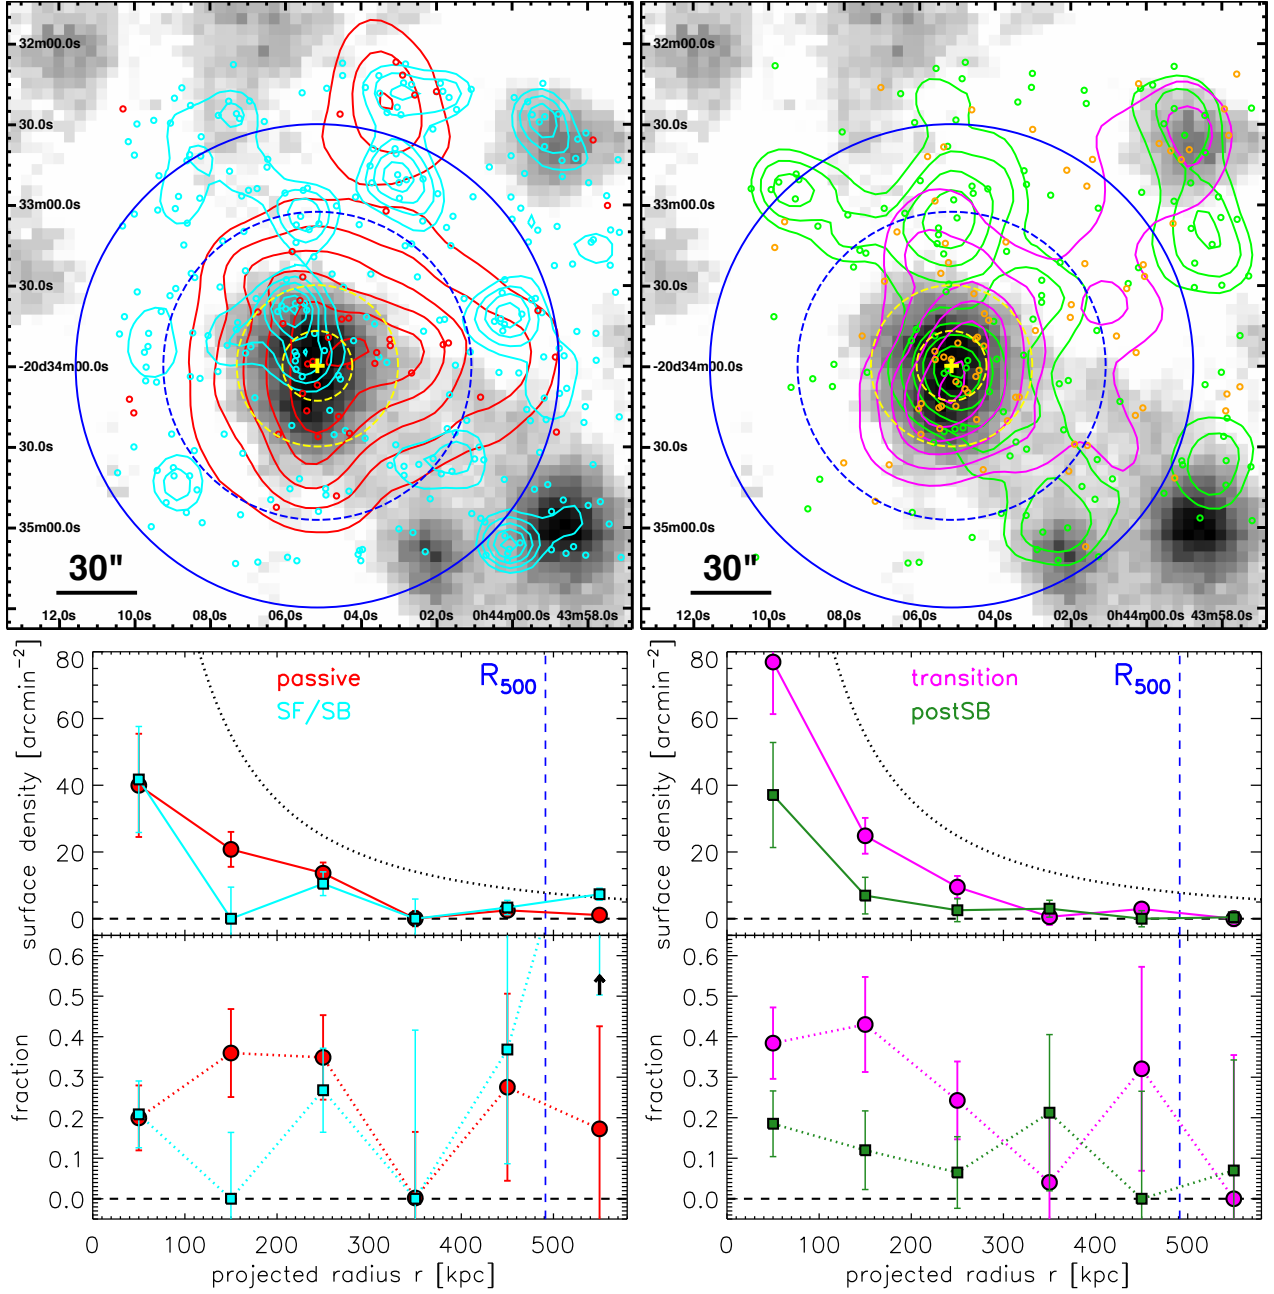 32m00.0s
30.0s
33m00.0s
30.0s
-20d34m00.0s
30.0s
35m00.0s
30"
12.0s 10.0s 08.0s 06.0s 04.0s 02.0s 0h44m00.0s 43m58.0s
32m00.0s
30.0s
33m00.0s
30.0s
-20d34m00.0s
30.0s
35m00.0s
30"
12.0s 10.0s 08.0s 06.0s 04.0s 02.0s 0h44m00.0s 43m58.0s
surface density [arcmin⁻²]
80
60
40
20
0
passive
SF/SB
R500
fraction
0.6
0.5
0.4
0.3
0.2
0.1
0.0
0 100 200 300 400 500
projected radius r [kpc]
surface density [arcmin⁻²]
80
60
40
20
0
transition
postSB
R500
fraction
0.6
0.5
0.4
0.3
0.2
0.1
0.0
0 100 200 300 400 500
projected radius r [kpc]